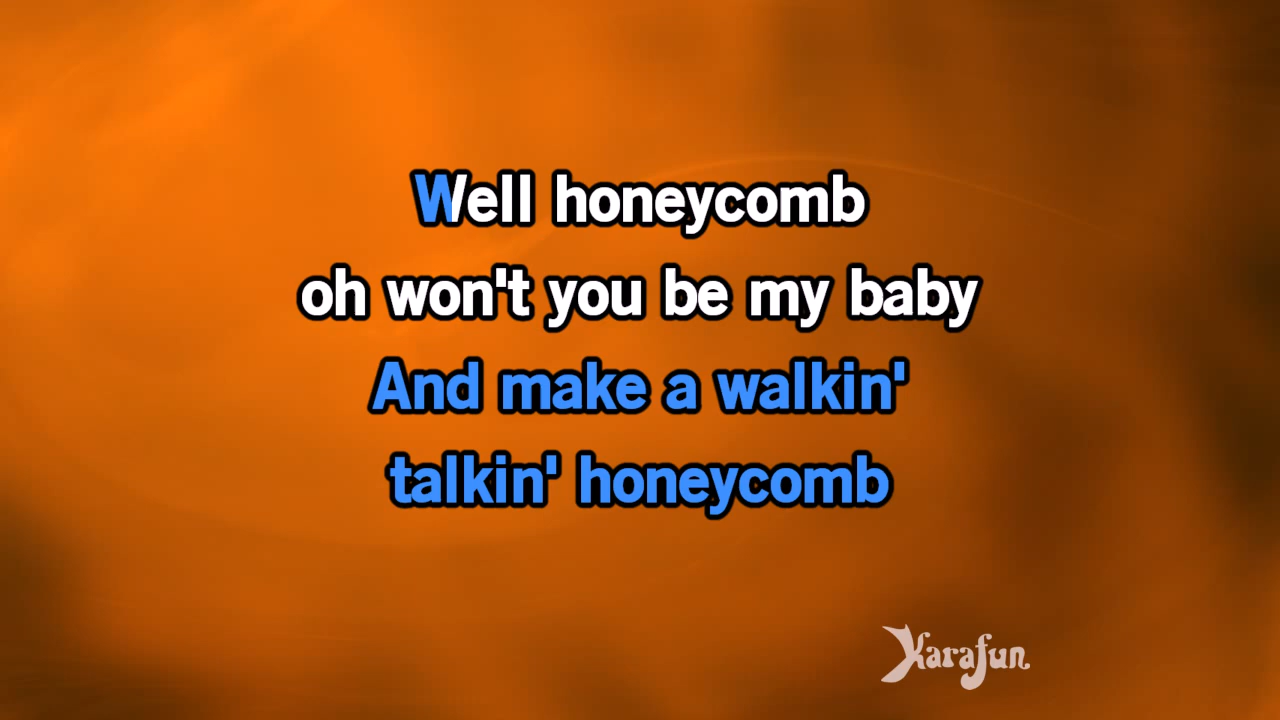 Well honeycomb
oh won't you be my baby
And make a walkin'
talkin' honeycomb
Karafun